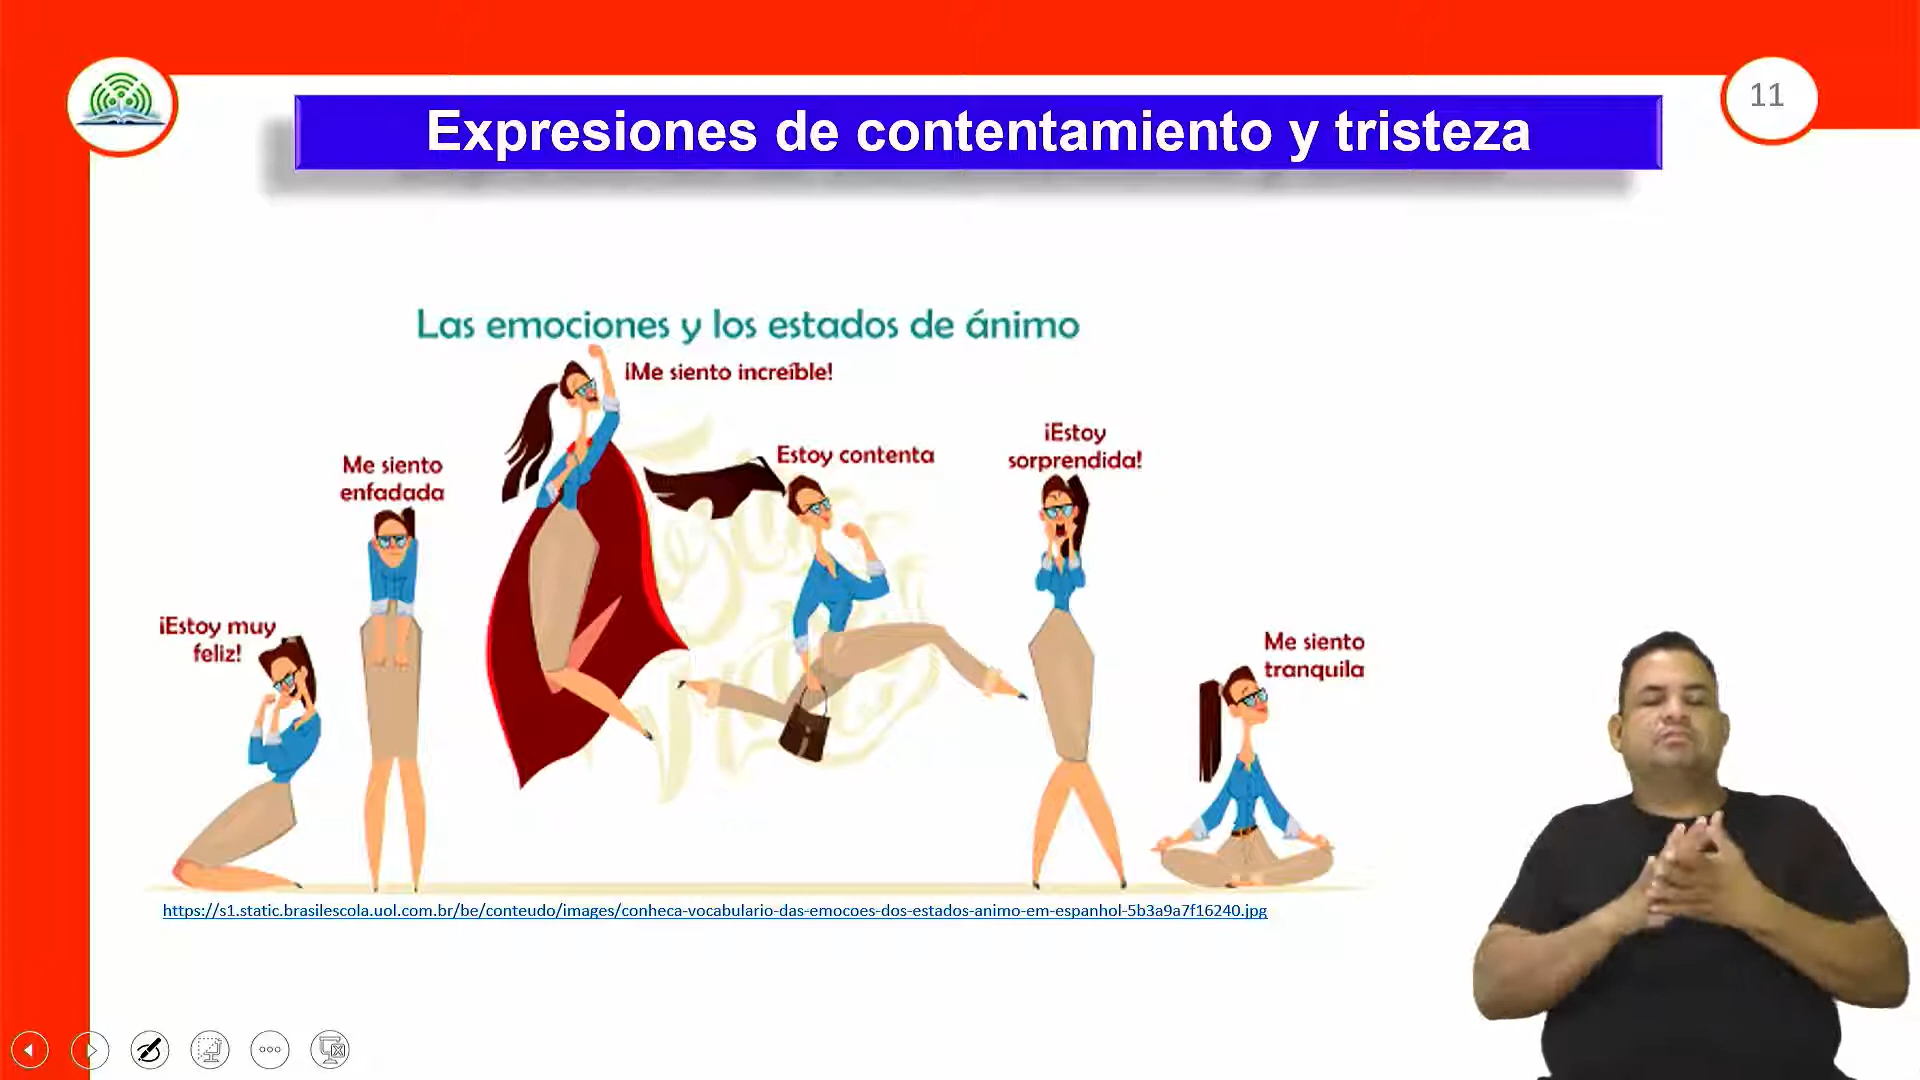 11
Expresiones de contentamiento y tristeza
Las emociones y los estados de ánimo
¡Me siento increíble!
Estoy contenta
¡Estoy
sorprendida!
Me siento
enfadada
¡Estoy muy
feliz!
Me siento
tranquila
https://s1.static.brasilescola.uol.com.br/be/conteudo/images/conheca-vocabulario-das-emocoes-dos-estados-animo-em-espanhol-5b3a9a7f16240.jpg